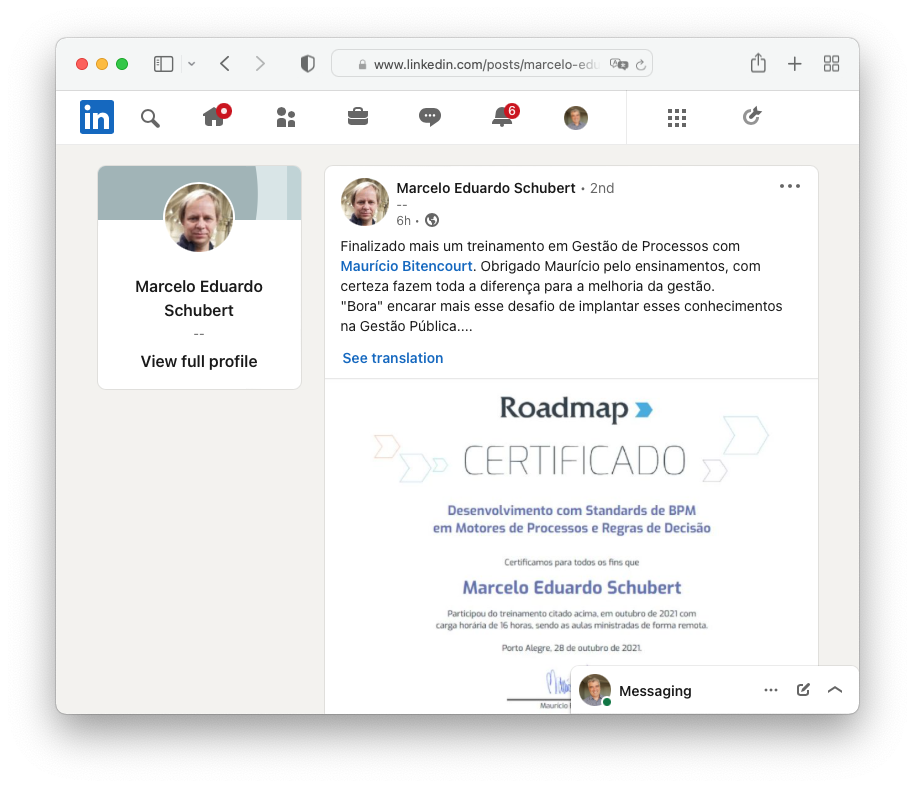 www.linkedin.com/posts/marcelo-edu
in
6
Marcelo Eduardo Schubert • 2nd
--
6h •
Marcelo Eduardo
Schubert
--
View full profile
Finalizado mais um treinamento em Gestão de Processos com
Maurício Bitencourt. Obrigado Maurício pelo ensinamentos, com
certeza fazem toda a diferença para a melhoria da gestão.
"Bora" encarar mais esse desafio de implantar esses conhecimentos
na Gestão Pública....
See translation
Roadmap
CERTIFICADO
Desenvolvimento com Standards de BPM
em Motores de Processos e Regras de Decisão
Certificamos para todos os fins que
Marcelo Eduardo Schubert
Participou do treinamento citado acima, em outubro de 2021 com
carga horária de 16 horas, sendo as aulas ministradas de forma remota.
Porto Alegre, 28 de outubro de 2021.
Mauricio
Messaging